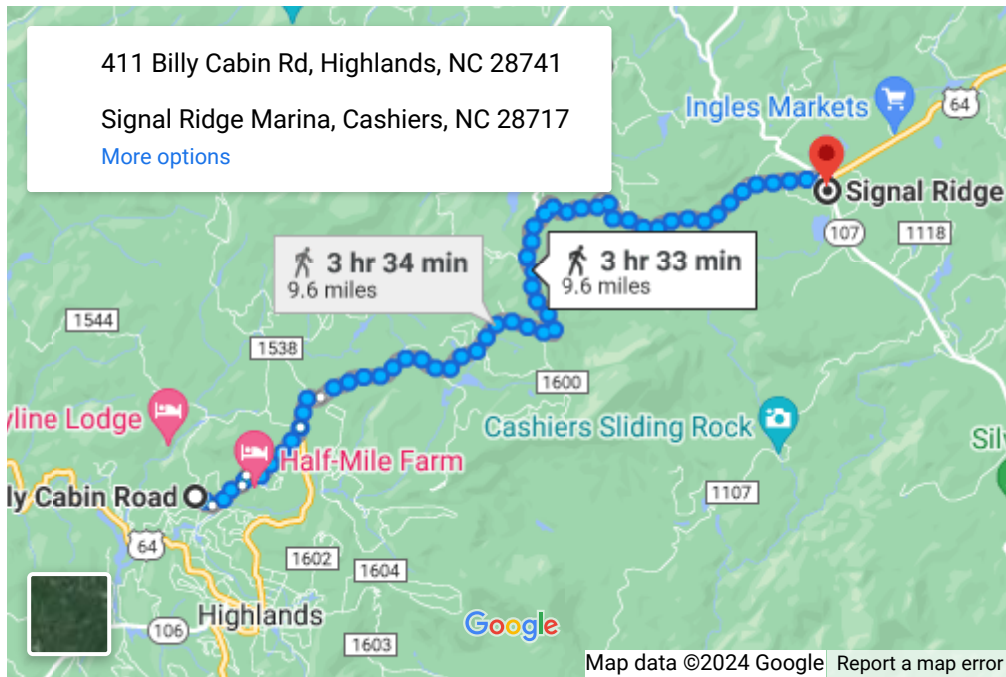 411 Billy Cabin Rd, Highlands, NC 28741
Signal Ridge Marina, Cashiers, NC 28717
More options
Ingles Markets
64
Signal Ridge
107
1118
3 hr 34 min
9.6 miles
3 hr 33 min
9.6 miles
1544
1538
1600
yline Lodge
Cashiers Sliding Rock
Silv
Half-Mile Farm
lly Cabin Road
1107
64
1602
1604
Highlands
106
1603
Google
Map data ©2024 Google
Report a map error